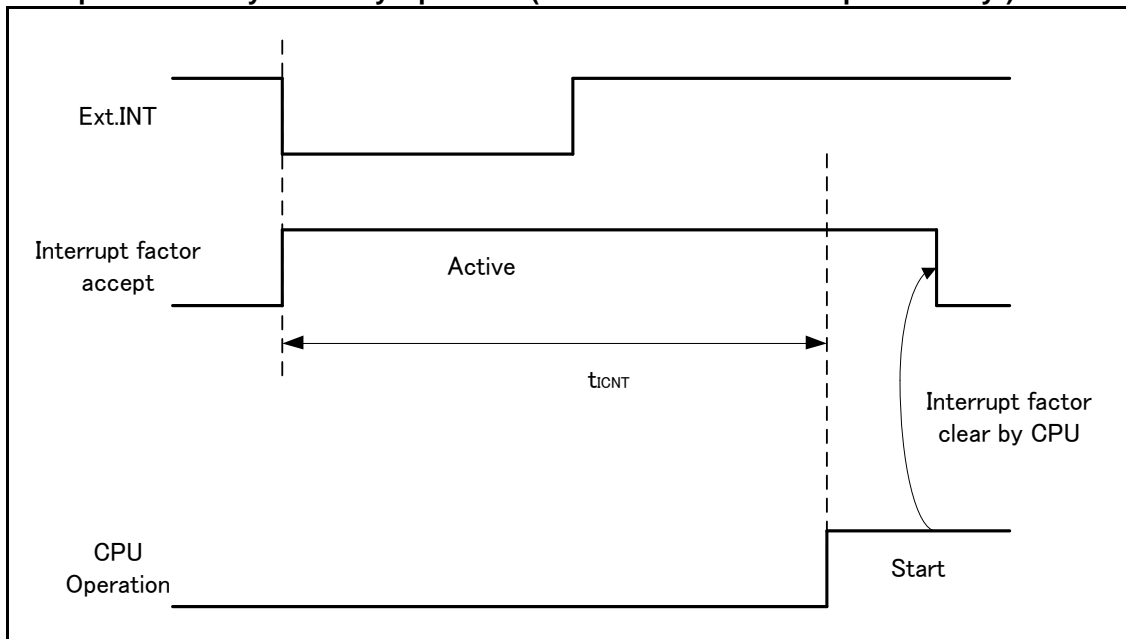 Ext.INT
Interrupt factor
accept
Active
tICNT
Interrupt factor
clear by CPU
CPU
Operation
Start